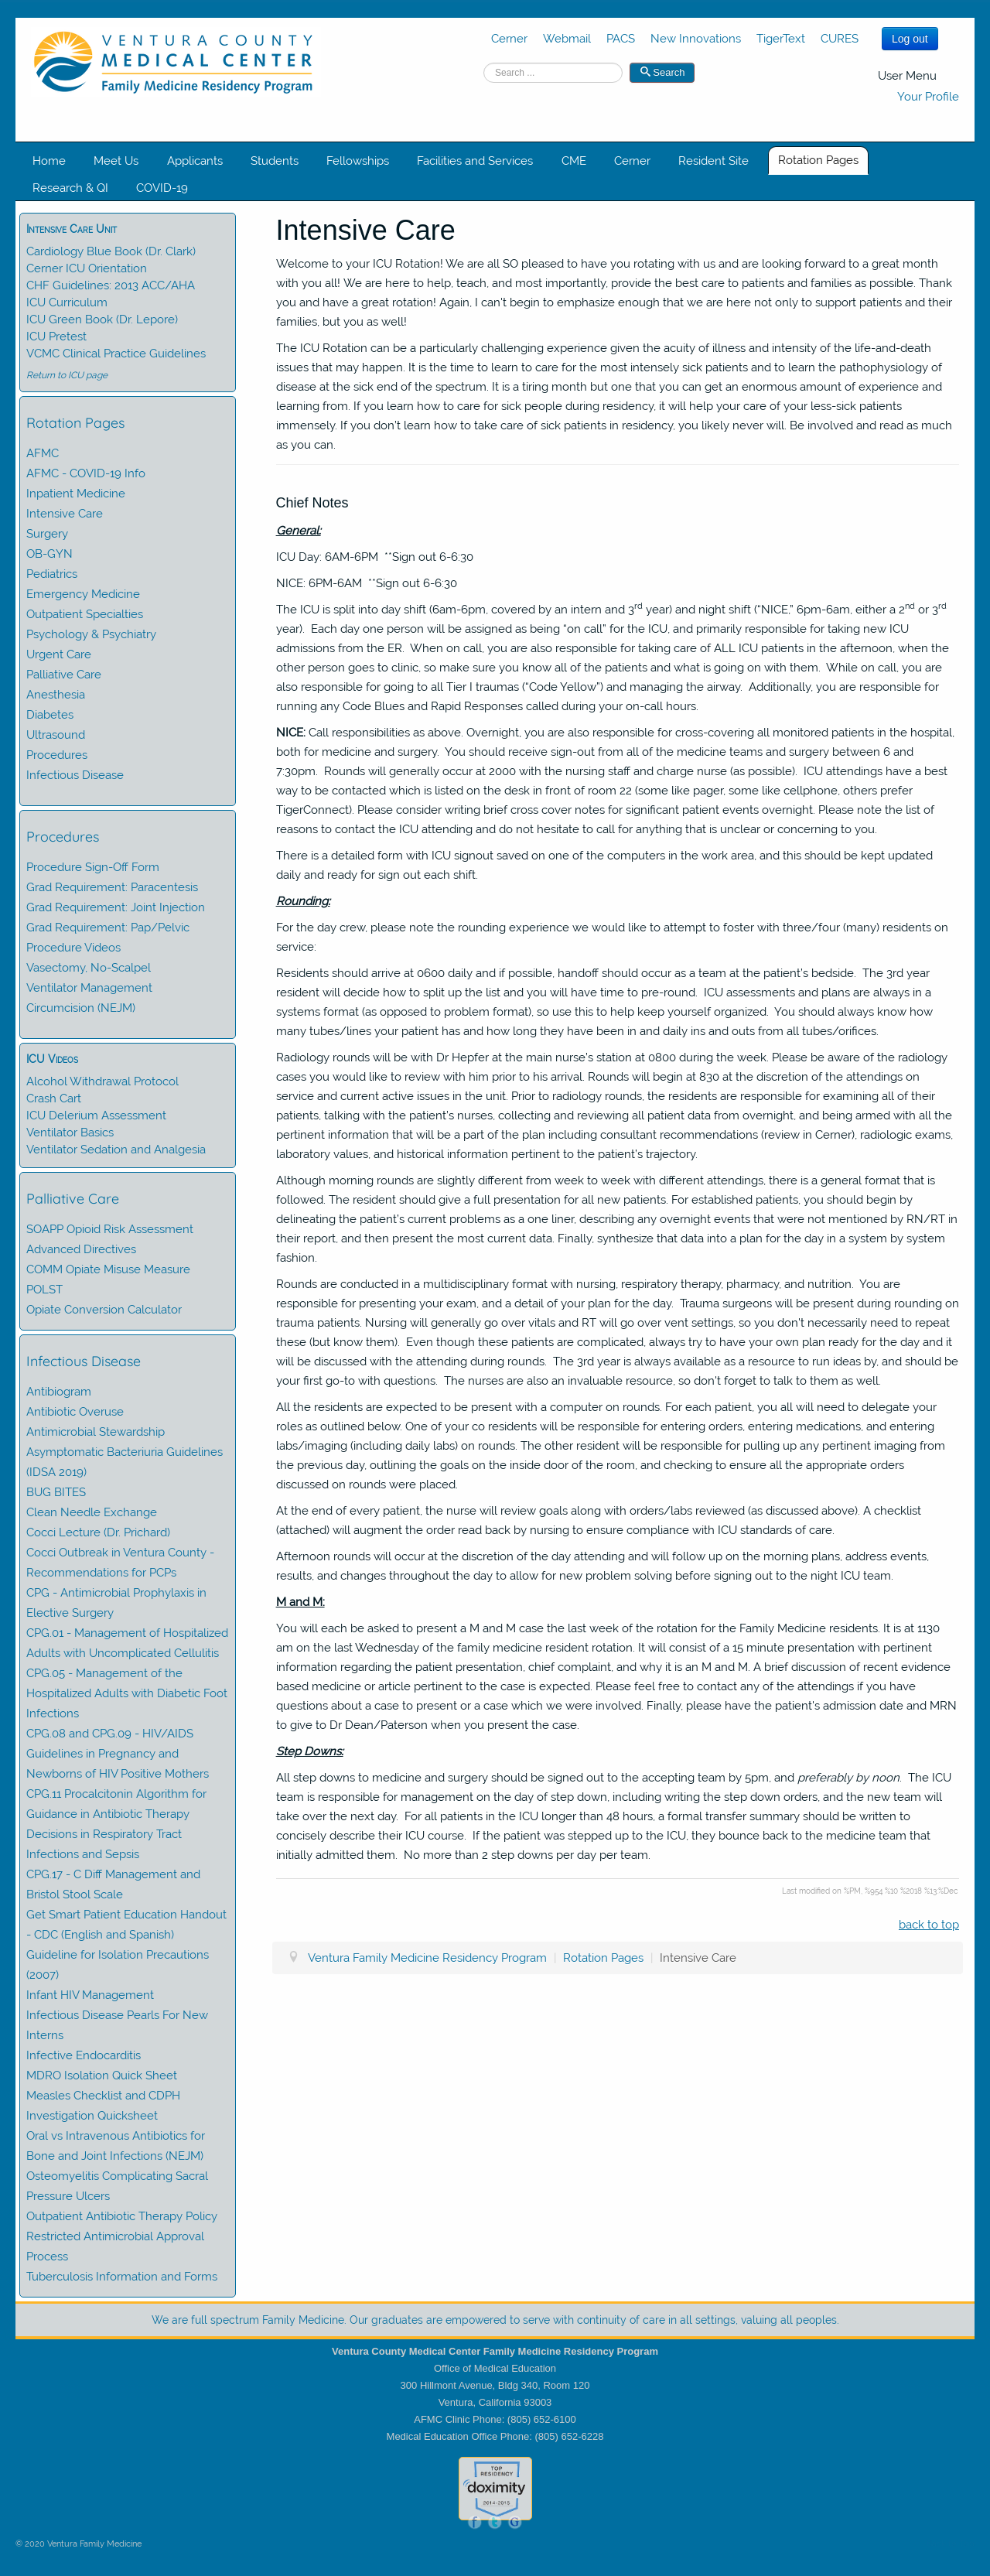 VENTURA COUNTY
MEDICAL CENTER
Family Medicine Residency Program
Cerner Webmail PACS New Innovations TigerText CURES
Log out
Search ...
Search
User Menu
Your Profile
Home Meet Us Applicants Students Fellowships Facilities and Services CME Cerner Resident Site Rotation Pages
Research & QI COVID-19
Intensive Care Unit
Cardiology Blue Book (Dr. Clark)
Cerner ICU Orientation
CHF Guidelines: 2013 ACC/AHA
ICU Curriculum
ICU Green Book (Dr. Lepore)
ICU Pretest
VCMC Clinical Practice Guidelines
Return to ICU page
Rotation Pages
AFMC
AFMC - COVID-19 Info
Inpatient Medicine
Intensive Care
Surgery
OB-GYN
Pediatrics
Emergency Medicine
Outpatient Specialties
Psychology & Psychiatry
Urgent Care
Palliative Care
Anesthesia
Diabetes
Ultrasound
Procedures
Infectious Disease
Procedures
Procedure Sign-Off Form
Grad Requirement: Paracentesis
Grad Requirement: Joint Injection
Grad Requirement: Pap/Pelvic
Procedure Videos
Vasectomy, No-Scalpel
Ventilator Management
Circumcision (NEJM)
ICU Videos
Alcohol Withdrawal Protocol
Crash Cart
ICU Delerium Assessment
Ventilator Basics
Ventilator Sedation and Analgesia
Palliative Care
SOAPP Opioid Risk Assessment
Advanced Directives
COMM Opiate Misuse Measure
POLST
Opiate Conversion Calculator
Infectious Disease
Antibiogram
Antibiotic Overuse
Antimicrobial Stewardship
Asymptomatic Bacteriuria Guidelines
(IDSA 2019)
BUG BITES
Clean Needle Exchange
Cocci Lecture (Dr. Prichard)
Cocci Outbreak in Ventura County -
Recommendations for PCPs
CPG - Antimicrobial Prophylaxis in
Elective Surgery
CPG.01 - Management of Hospitalized
Adults with Uncomplicated Cellulitis
CPG.05 - Management of the
Hospitalized Adults with Diabetic Foot
Infections
CPG.08 and CPG.09 - HIV/AIDS
Guidelines in Pregnancy and
Newborns of HIV Positive Mothers
CPG.11 Procalcitonin Algorithm for
Guidance in Antibiotic Therapy
Decisions in Respiratory Tract
Infections and Sepsis
CPG.17 - C Diff Management and
Bristol Stool Scale
Get Smart Patient Education Handout
- CDC (English and Spanish)
Guideline for Isolation Precautions
(2007)
Infant HIV Management
Infectious Disease Pearls For New
Interns
Infective Endocarditis
MDRO Isolation Quick Sheet
Measles Checklist and CDPH
Investigation Quicksheet
Oral vs Intravenous Antibiotics for
Bone and Joint Infections (NEJM)
Osteomyelitis Complicating Sacral
Pressure Ulcers
Outpatient Antibiotic Therapy Policy
Restricted Antimicrobial Approval
Process
Tuberculosis Information and Forms
Intensive Care
Welcome to your ICU Rotation! We are all SO pleased to have you rotating with us and are looking forward to a great month
with you all! We are here to help, teach, and most importantly, provide the best care to patients and families as possible. Thank
you and have a great rotation! Again, I can't begin to emphasize enough that we are here not only to support patients and their
families, but you as well!
The ICU Rotation can be a particularly challenging experience given the acuity of illness and intensity of the life-and-death
issues that may happen. It is the time to learn to care for the most intensely sick patients and to learn the pathophysiology of
disease at the sick end of the spectrum. It is a tiring month but one that you can get an enormous amount of experience and
learning from. If you learn how to care for sick people during residency, it will help your care of your less-sick patients
immensely. If you don't learn how to take care of sick patients in residency, you likely never will. Be involved and read as much
as you can.
Chief Notes
General:
ICU Day: 6AM-6PM **Sign out 6-6:30
NICE: 6PM-6AM **Sign out 6-6:30
The ICU is split into day shift (6am-6pm, covered by an intern and 3rd year) and night shift ("NICE," 6pm-6am, either a 2nd or 3rd
year). Each day one person will be assigned as being "on call" for the ICU, and primarily responsible for taking new ICU
admissions from the ER. When on call, you are also responsible for taking care of ALL ICU patients in the afternoon, when the
other person goes to clinic, so make sure you know all of the patients and what is going on with them. While on call, you are
also responsible for going to all Tier I traumas ("Code Yellow") and managing the airway. Additionally, you are responsible for
running any Code Blues and Rapid Responses called during your on-call hours.
NICE: Call responsibilities as above. Overnight, you are also responsible for cross-covering all monitored patients in the hospital,
both for medicine and surgery. You should receive sign-out from all of the medicine teams and surgery between 6 and
7:30pm. Rounds will generally occur at 2000 with the nursing staff and charge nurse (as possible). ICU attendings have a best
way to be contacted which is listed on the desk in front of room 22 (some like pager, some like cellphone, others prefer
TigerConnect). Please consider writing brief cross cover notes for significant patient events overnight. Please note the list of
reasons to contact the ICU attending and do not hesitate to call for anything that is unclear or concerning to you.
There is a detailed form with ICU signout saved on one of the computers in the work area, and this should be kept updated
daily and ready for sign out each shift.
Rounding:
For the day crew, please note the rounding experience we would like to attempt to foster with three/four (many) residents on
service:
Residents should arrive at 0600 daily and if possible, handoff should occur as a team at the patient's bedside. The 3rd year
resident will decide how to split up the list and you will have time to pre-round. ICU assessments and plans are always in a
systems format (as opposed to problem format), so use this to help keep yourself organized. You should always know how
many tubes/lines your patient has and how long they have been in and daily ins and outs from all tubes/orifices.
Radiology rounds will be with Dr Hepfer at the main nurse's station at 0800 during the week. Please be aware of the radiology
cases you would like to review with him prior to his arrival. Rounds will begin at 830 at the discretion of the attendings on
service and current active issues in the unit. Prior to radiology rounds, the residents are responsible for examining all of their
patients, talking with the patient's nurses, collecting and reviewing all patient data from overnight, and being armed with all the
pertinent information that will be a part of the plan including consultant recommendations (review in Cerner), radiologic exams,
laboratory values, and historical information pertinent to the patient's trajectory.
Although morning rounds are slightly different from week to week with different attendings, there is a general format that is
followed. The resident should give a full presentation for all new patients. For established patients, you should begin by
delineating the patient's current problems as a one liner, describing any overnight events that were not mentioned by RN/RT in
their report, and then present the most current data. Finally, synthesize that data into a plan for the day in a system by system
fashion.
Rounds are conducted in a multidisciplinary format with nursing, respiratory therapy, pharmacy, and nutrition. You are
responsible for presenting your exam, and a detail of your plan for the day. Trauma surgeons will be present during rounding on
trauma patients. Nursing will generally go over vitals and RT will go over vent settings, so you don't necessarily need to repeat
these (but know them). Even though these patients are complicated, always try to have your own plan ready for the day and it
will be discussed with the attending during rounds. The 3rd year is always available as a resource to run ideas by, and should be
your first go-to with questions. The nurses are also an invaluable resource, so don't forget to talk to them as well.
All the residents are expected to be present with a computer on rounds. For each patient, you all will need to delegate your
roles as outlined below. One of your co residents will be responsible for entering orders, entering medications, and entering
labs/imaging (including daily labs) on rounds. The other resident will be responsible for pulling up any pertinent imaging from
the previous day, outlining the goals on the inside door of the room, and checking to ensure all the appropriate orders
discussed on rounds were placed.
At the end of every patient, the nurse will review goals along with orders/labs reviewed (as discussed above). A checklist
(attached) will augment the order read back by nursing to ensure compliance with ICU standards of care.
Afternoon rounds will occur at the discretion of the day attending and will follow up on the morning plans, address events,
results, and changes throughout the day to allow for new problem solving before signing out to the night ICU team.
M and M:
You will each be asked to present a M and M case the last week of the rotation for the Family Medicine residents. It is at 1130
am on the last Wednesday of the family medicine resident rotation. It will consist of a 15 minute presentation with pertinent
information regarding the patient presentation, chief complaint, and why it is an M and M. A brief discussion of recent evidence
based medicine or article pertinent to the case is expected. Please feel free to contact any of the attendings if you have
questions about a case to present or a case which we were involved. Finally, please have the patient's admission date and MRN
to give to Dr Dean/Paterson when you present the case.
Step Downs:
All step downs to medicine and surgery should be signed out to the accepting team by 5pm, and preferably by noon. The ICU
team is responsible for management on the day of step down, including writing the step down orders, and the new team will
take over the next day. For all patients in the ICU longer than 48 hours, a formal transfer summary should be written to
concisely describe their ICU course. If the patient was stepped up to the ICU, they bounce back to the medicine team that
initially admitted them. No more than 2 step downs per day per team.
Last modified on %PM, %954 %10 %2018 %13:%Dec
back to top
Ventura Family Medicine Residency Program | Rotation Pages | Intensive Care
We are full spectrum Family Medicine. Our graduates are empowered to serve with continuity of care in all settings, valuing all peoples.
Ventura County Medical Center Family Medicine Residency Program
Office of Medical Education
300 Hillmont Avenue, Bldg 340, Room 120
Ventura, California 93003
AFMC Clinic Phone: (805) 652-6100
Medical Education Office Phone: (805) 652-6228
TOP
RESIDENCY
doximity
2014-2015
f t G
© 2020 Ventura Family Medicine